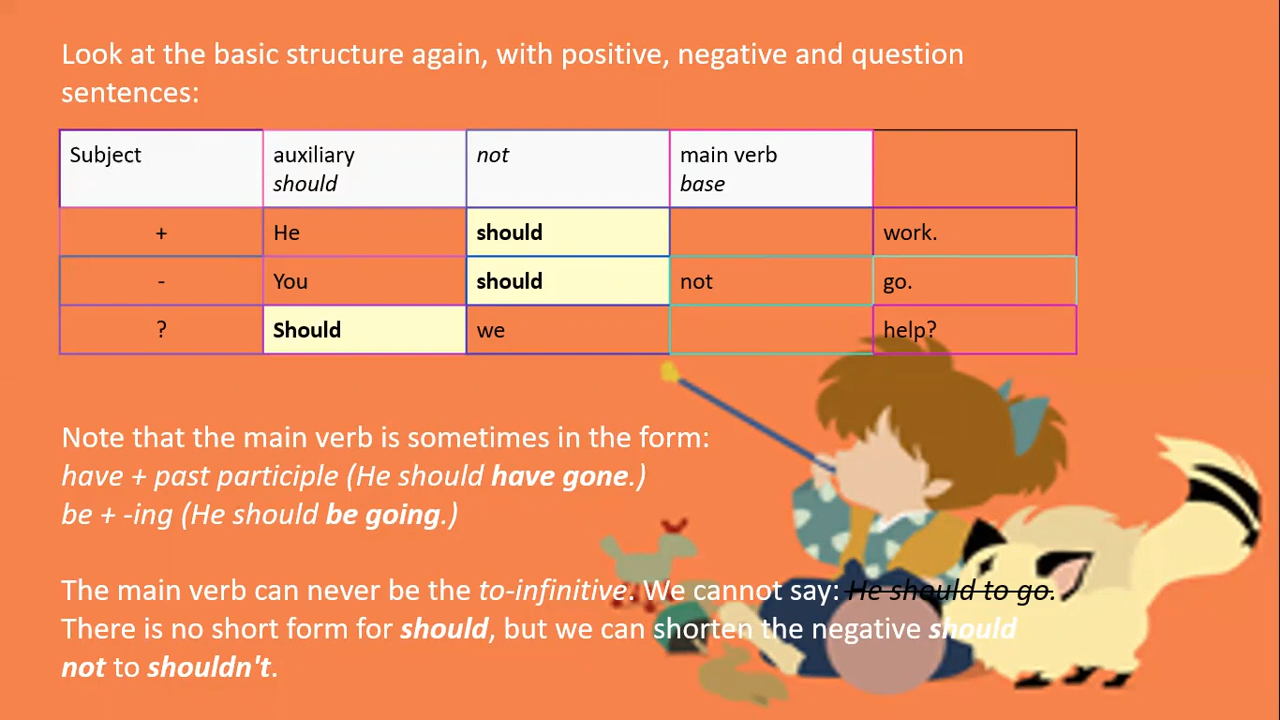 Look at the basic structure again, with positive, negative and question
sentences:
Subject auxiliary should not main verb base
+ He should work.
- You should not go.
? Should we help?
Note that the main verb is sometimes in the form:
have + past participle (He should have gone.)
be + -ing (He should be going.)
The main verb can never be the to-infinitive. We cannot say: He should to go.
There is no short form for should, but we can shorten the negative should
not to shouldn't.